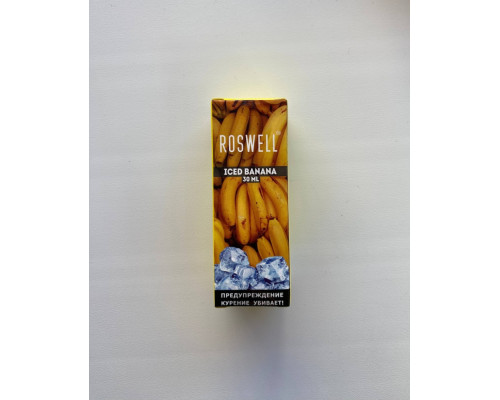 ROSWELL
ICED BANANA
30 ML
ПРЕДУПРЕЖДЕНИЕ
КУРЕНИЕ УБИВАЕТ!